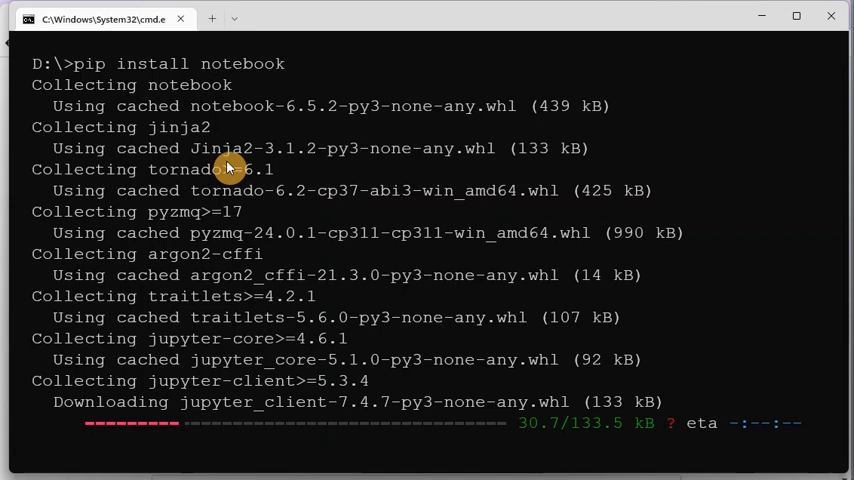 C:\Windows\System32\cmd.e
D:\>pip install notebook
Collecting notebook
Using cached notebook-6.5.2-py3-none-any.whl (439 kB)
Collecting jinja2
Using cached Jinja2-3.1.2-py3-none-any.whl (133 kB)
Collecting tornado>=6.1
Using cached tornado-6.2-cp37-abi3-win_amd64.whl (425 kB)
Collecting pyzmq>=17
Using cached pyzmq-24.0.1-cp311-cp311-win_amd64.whl (990 kB)
Collecting argon2-cffi
Using cached argon2_cffi-21.3.0-py3-none-any.whl (14 kB)
Collecting traitlets>=4.2.1
Using cached traitlets-5.6.0-py3-none-any.whl (107 kB)
Collecting jupyter-core>=4.6.1
Using cached jupyter_core-5.1.0-py3-none-any.whl (92 kB)
Collecting jupyter-client>=5.3.4
Downloading jupyter_client-7.4.7-py3-none-any.whl (133 kB)
30.7/133.5 kB ? eta -:--:--